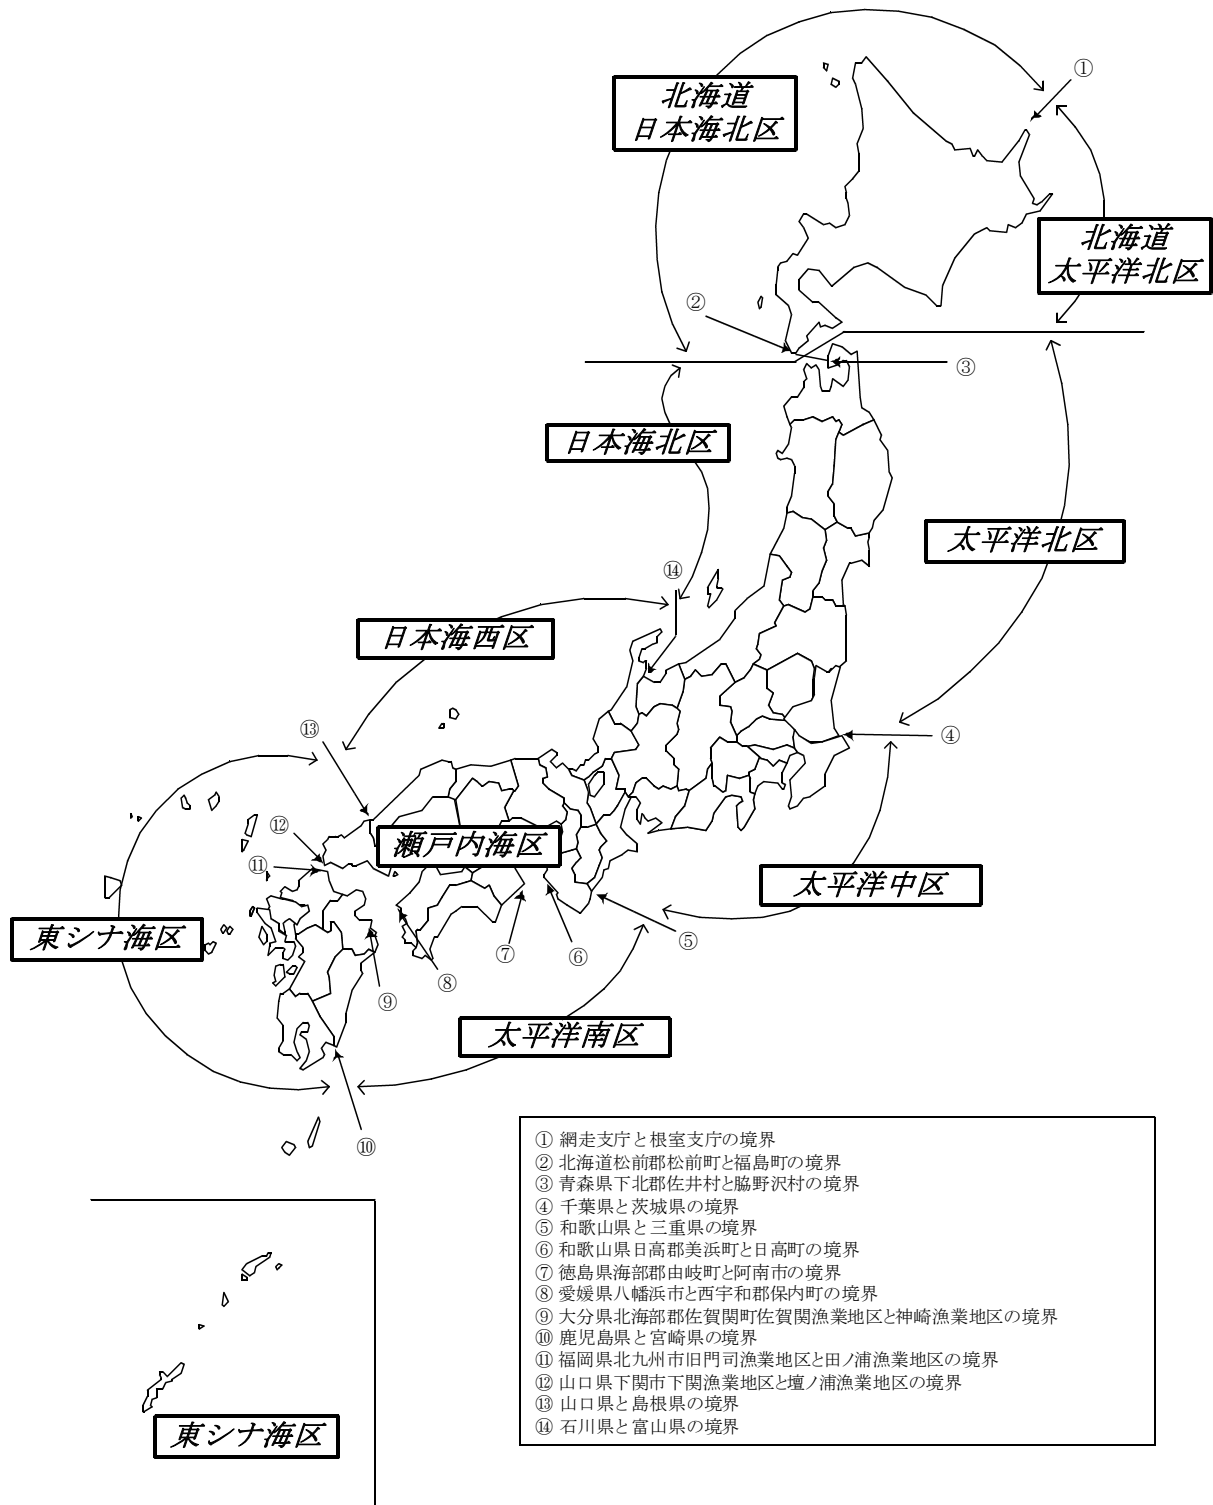 ①
北海道
日本海北区
北海道
太平洋北区
②
③
日本海北区
太平洋北区
⑭
日本海西区
⑬
④
⑫
瀬戸内海区
⑪
太平洋中区
東シナ海区
⑤
⑦
⑥
⑧
⑨
太平洋南区
⑩
① 網走支庁と根室支庁の境界
② 北海道松前郡松前町と福島町の境界
③ 青森県下北郡佐井村と脇野沢村の境界
④ 千葉県と茨城県の境界
⑤ 和歌山県と三重県の境界
⑥ 和歌山県日高郡美浜町と日高町の境界
⑦ 徳島県海部郡由岐町と阿南市の境界
⑧ 愛媛県八幡浜市と西宇和郡保内町の境界
⑨ 大分県北海部郡佐賀関町佐賀関漁業地区と神崎漁業地区の境界
⑩ 鹿児島県と宮崎県の境界
⑪ 福岡県北九州市旧門司漁業地区と田ノ浦漁業地区の境界
⑫ 山口県下関市下関漁業地区と壇ノ浦漁業地区の境界
⑬ 山口県と島根県の境界
⑭ 石川県と富山県の境界
東シナ海区